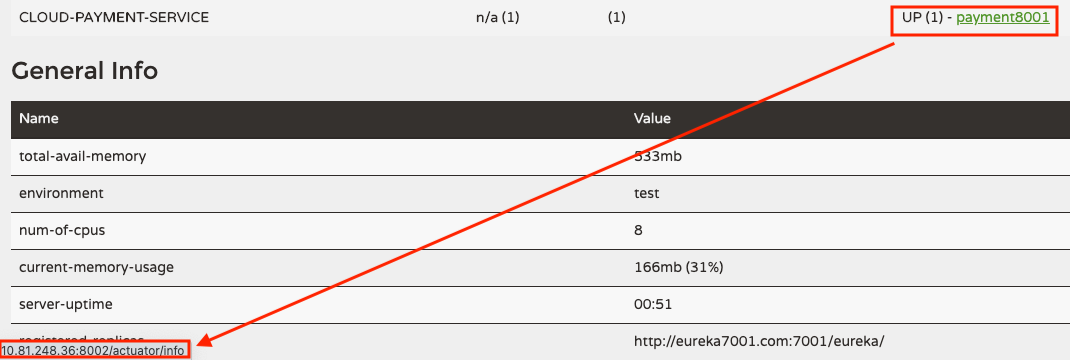 CLOUD-PAYMENT-SERVICE n/a (1) (1) UP (1) - payment8001
General Info
Name Value
total-avail-memory 533mb
environment test
num-of-cpus 8
current-memory-usage 166mb (31%)
server-uptime 00:51
registered-replicas http://eureka7001.com:7001/eureka/
10.81.248.36:8002/actuator/info